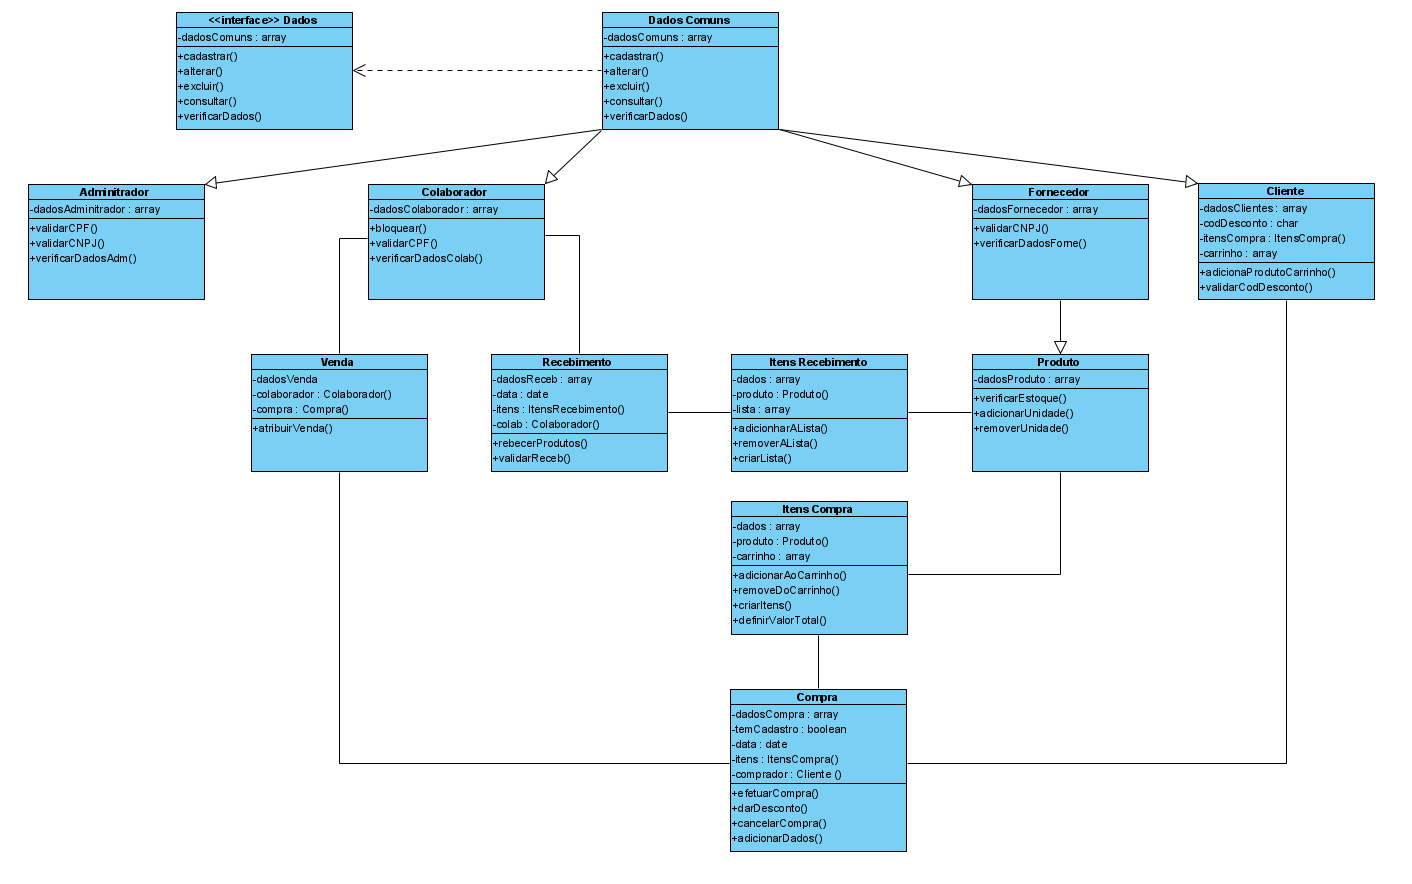 <<interface>> Dados
-dadosComuns : array
+cadastrar()
+alterar()
+excluir()
+consultar()
+verificarDados()
Dados Comuns
-dadosComuns : array
+cadastrar()
+alterar()
+excluir()
+consultar()
+verificarDados()
Adminitrador
-dadosAdminitrador : array
+validarCPF()
+validarCNPJ()
+verificarDadosAdm()
Colaborador
-dadosColaborador : array
+bloquear()
+validarCPF()
+verificarDadosColab()
Fornecedor
-dadosFornecedor : array
+validarCNPJ()
+verificarDadosForne()
Cliente
-dadosClientes : array
-codDesconto : char
-itensCompra : ItensCompra()
-carrinho : array
+adicionaProdutoCarrinho()
+validarCodDesconto()
Venda
-dadosVenda
-colaborador : Colaborador()
-compra : Compra()
+atribuirVenda()
Recebimento
-dadosReceb : array
-data : date
-itens : ItensRecebimento()
-colab : Colaborador()
+rebecerProdutos()
+validarReceb()
Itens Recebimento
-dados : array
-produto : Produto()
-lista : array
+adicionharALista()
+removerALista()
+criarLista()
Produto
-dadosProduto : array
+verificarEstoque()
+adicionarUnidade()
+removerUnidade()
Itens Compra
-dados : array
-produto : Produto()
-carrinho : array
+adicionarAoCarrinho()
+removeDoCarrinho()
+criarItens()
+definirValorTotal()
Compra
-dadosCompra : array
-temCadastro : boolean
-data : date
-itens : ItensCompra()
-comprador : Cliente ()
+efetuarCompra()
+darDesconto()
+cancelarCompra()
+adicionarDados()